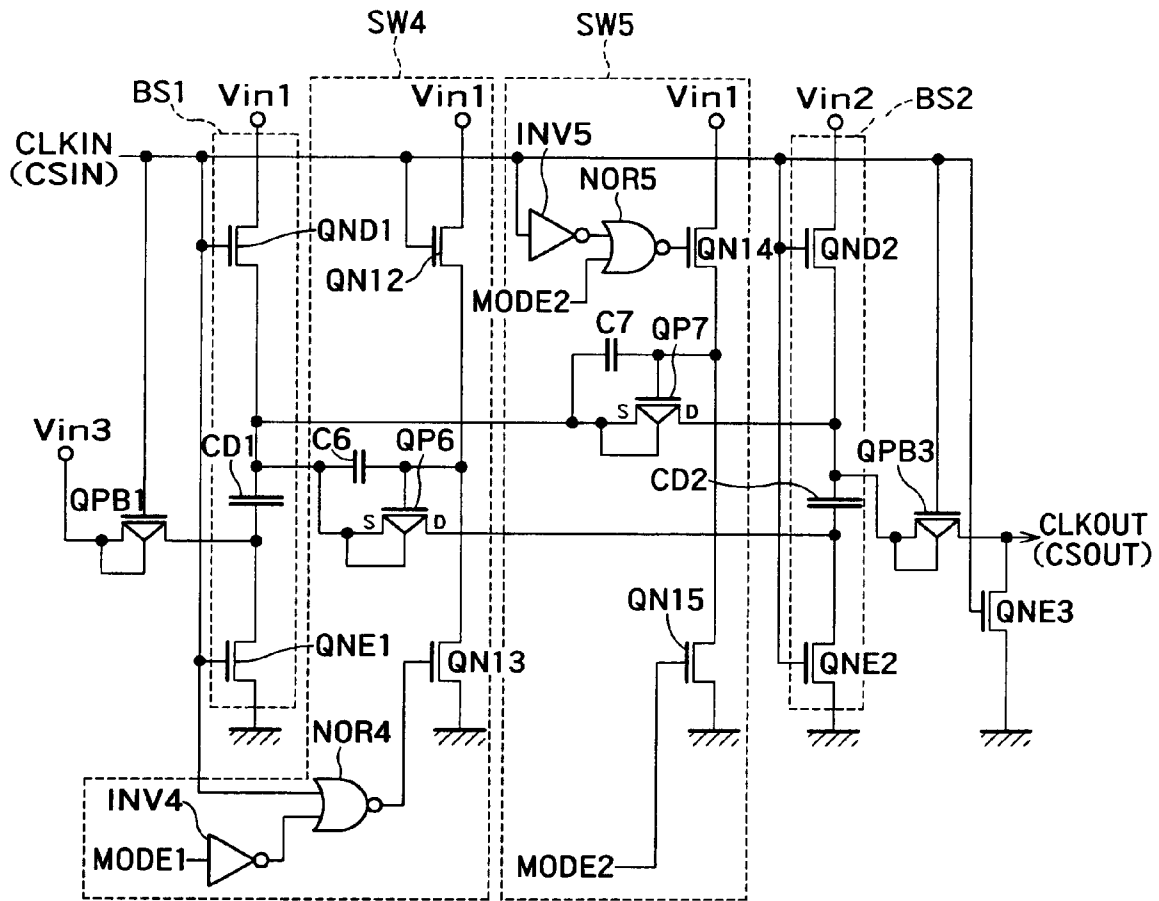 SW4
SW5
BS1
Vin1
Vin1
Vin1
Vin2
BS2
CLKIN
(CSIN)
INV5
NOR5
QND1
QN12
QN14
QND2
MODE2
C7
QP7
S
D
Vin3
CD1
C6
QP6
QPB3
CD2
QPB1
S
D
CLKOUT
(CSOUT)
QN15
QNE3
QNE1
QN13
QNE2
NOR4
INV4
MODE1
MODE2